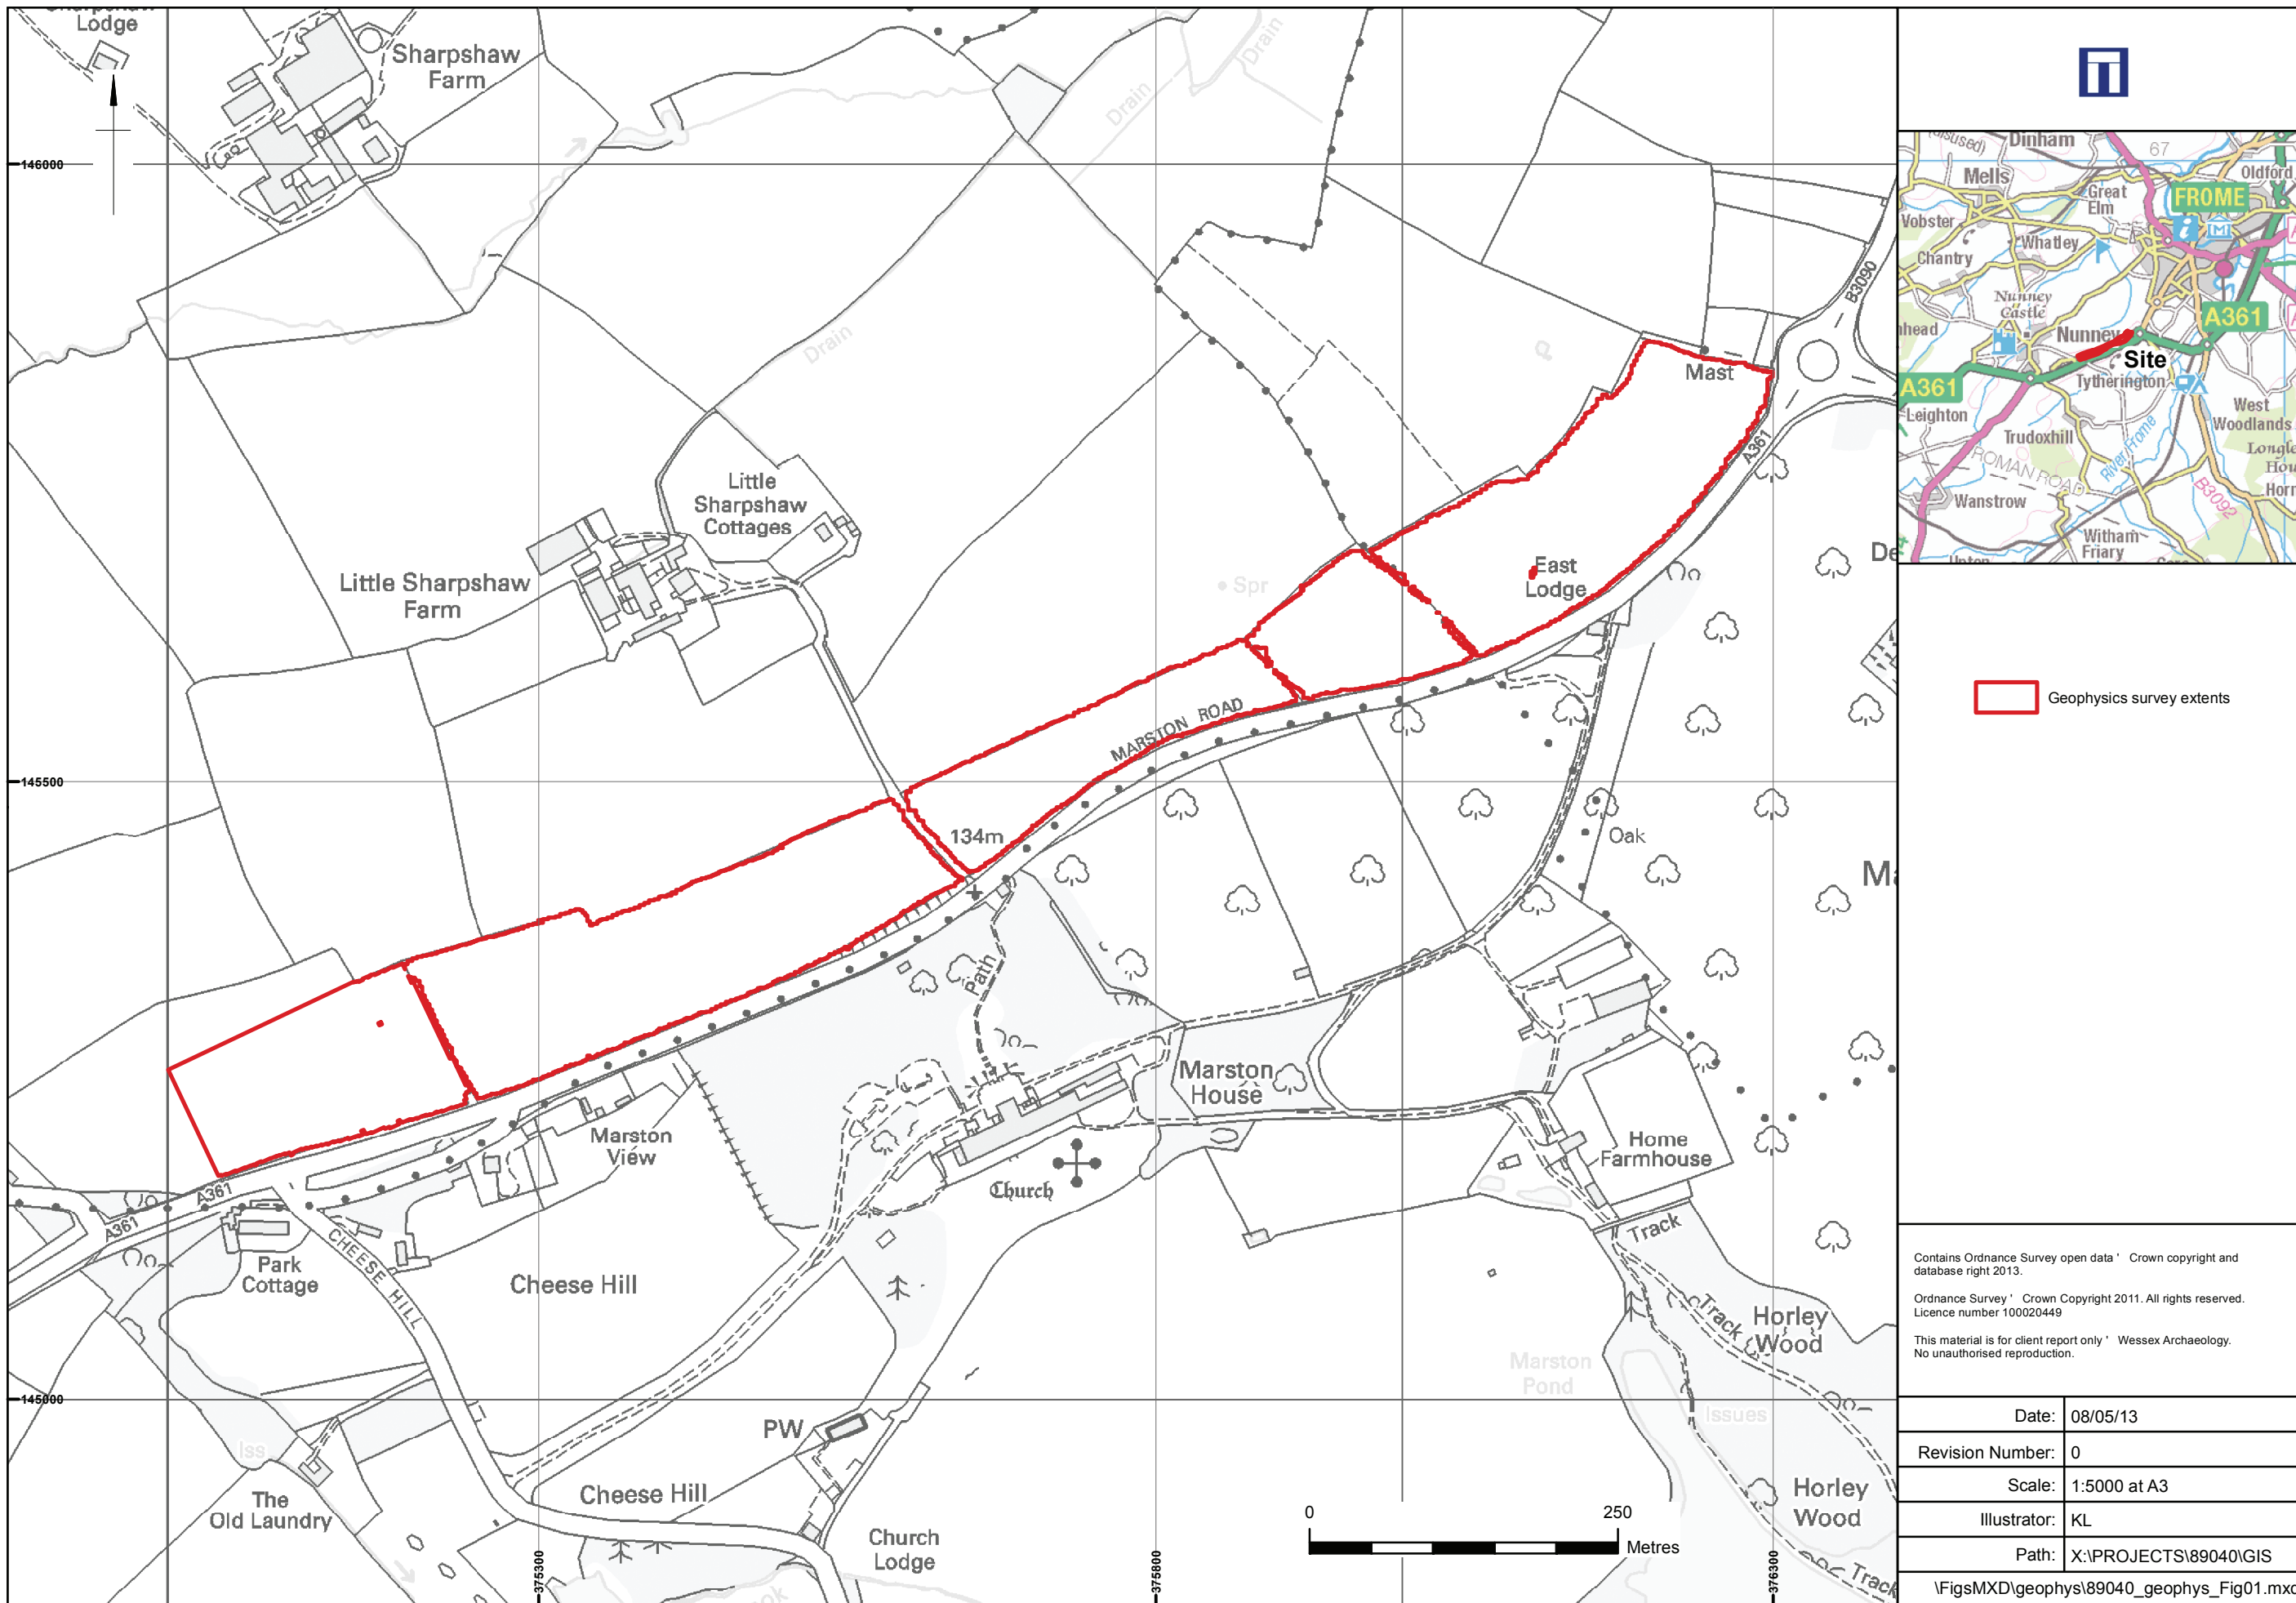 Lodge
Sharpshaw
Farm
Drain
Drain
146000
B3090
Drain
Mast
A361
Little
Sharpshaw
Cottages
Little Sharpshaw
Farm
Spr
East
Lodge
MARSTON ROAD
145500
134m
Oak
Path
Marston
House
Marston
View
Home
Farmhouse
Church
A361
A361
CHEESE HILL
Park
Cottage
Cheese Hill
Track
Track
Horley
Wood
Marston
Pond
Issues
145000
PW
Iss
The
Old Laundry
Cheese Hill
Church
Lodge
Horley
Wood
Track
0 250
Metres
375300
375800
376300
Dinham
67
Mells
Great
Elm
FROME
Oldford
Vobster
Whatley
Chantry
Nunney
Castle
Nunney
A361
Site
Tytherington
A361
Leighton
West
Woodlands
Trudoxhill
River Frome
ROMAN ROAD
B3092
Wanstrow
Witham
Friary
Geophysics survey extents
Contains Ordnance Survey open data ' Crown copyright and
database right 2013.
Ordnance Survey ' Crown Copyright 2011. All rights reserved.
Licence number 100020449
This material is for client report only ' Wessex Archaeology.
No unauthorised reproduction.
Date: 08/05/13
Revision Number: 0
Scale: 1:5000 at A3
Illustrator: KL
Path: X:\PROJECTS\89040\GIS
\FigsMXD\geophys\89040_geophys_Fig01.mxd